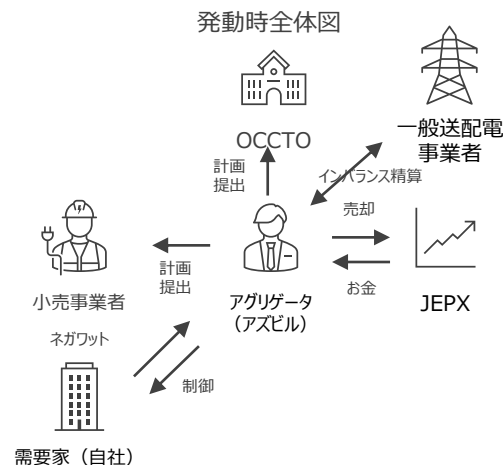 発動時全体図
OCCTO
一般送配電
事業者
計画
提出
インバランス精算
売却
計画
提出
お金
小売事業者
アグリゲータ
（アズビル）
JEPX
ネガワット
制御
需要家（自社）